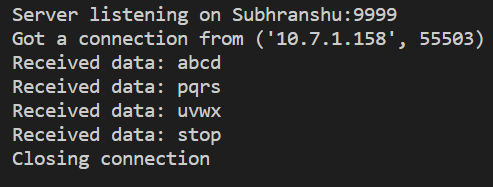 Server listening on Subhranshu:9999
Got a connection from ('10.7.1.158', 55503)
Received data: abcd
Received data: pqrs
Received data: uvwx
Received data: stop
Closing connection